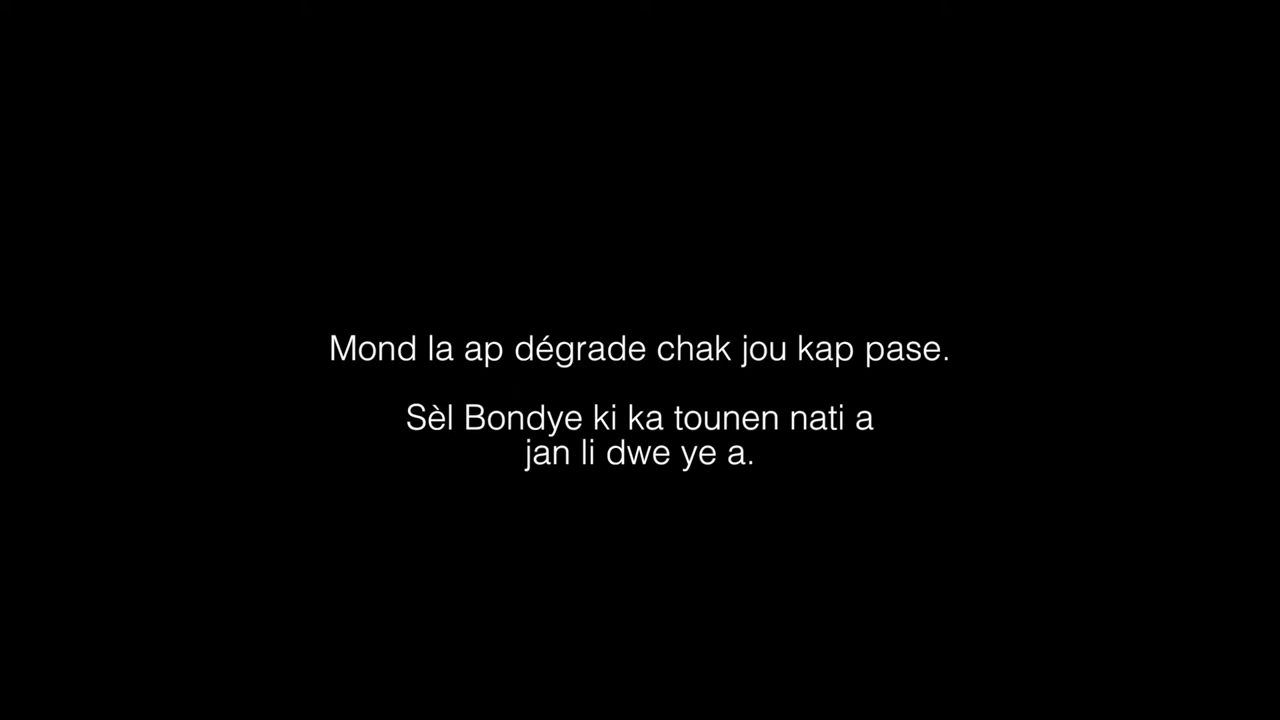 Mond la ap dégrade chak jou kap pase.
Sèl Bondye ki ka tounen nati a
jan li dwe ye a.